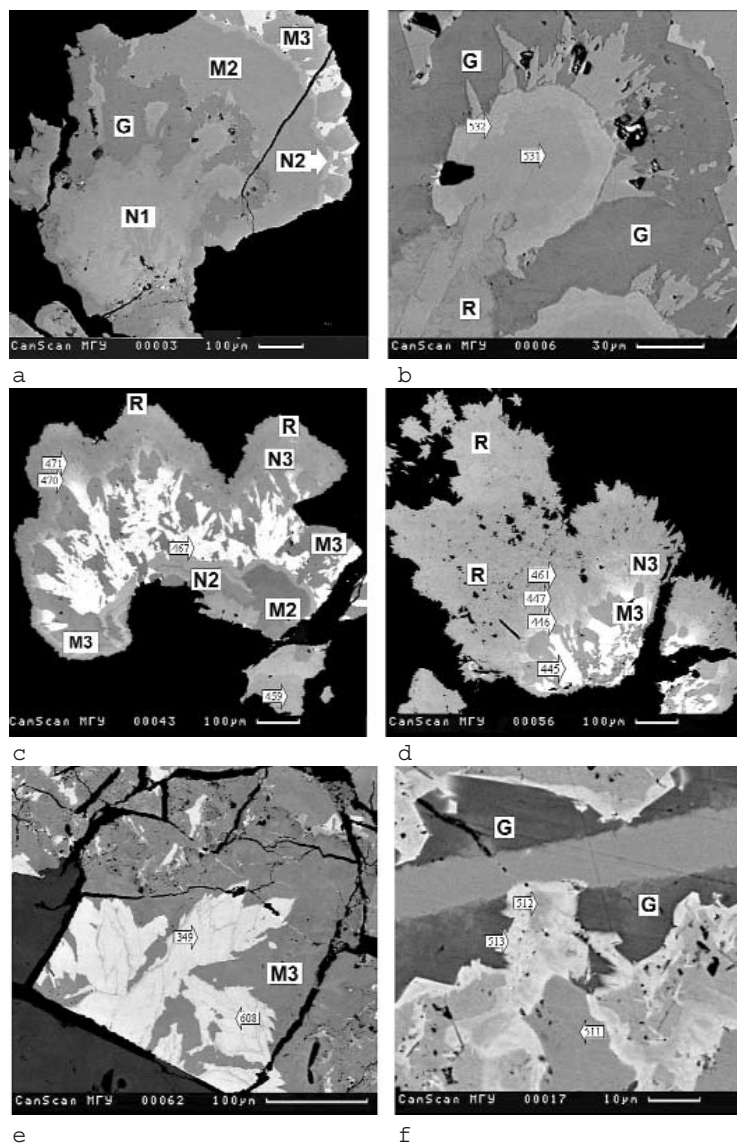 M3
M2
G
N2
N1
CamScan МГУ 00003 100µm
a
G
532
531
G
R
CamScan МГУ 00006 30µm
b
R
R
471
N3
470
467
M3
N2
M2
M3
459
CamScan МГУ 00043 100µm
c
R
N3
R
461
447
M3
446
445
CamScan МГУ 00056 100µm
d
349
M3
608
CamScan МГУ 00062 100µm
e
G
512
G
513
511
CamScan МГУ 00017 10µm
f